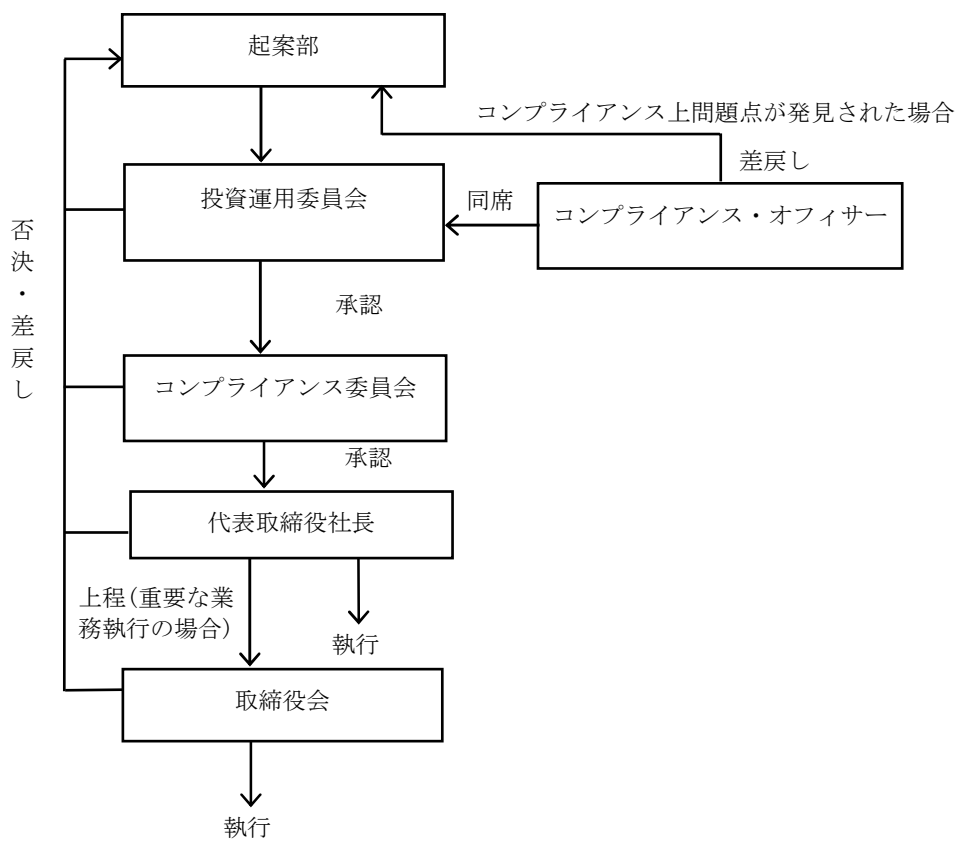 起案部
コンプライアンス上問題点が発見された場合
差戻し
投資運用委員会
同席
コンプライアンス・オフィサー
否決・差戻し
承認
コンプライアンス委員会
承認
代表取締役社長
上程(重要な業
務執行の場合)
執行
取締役会
執行